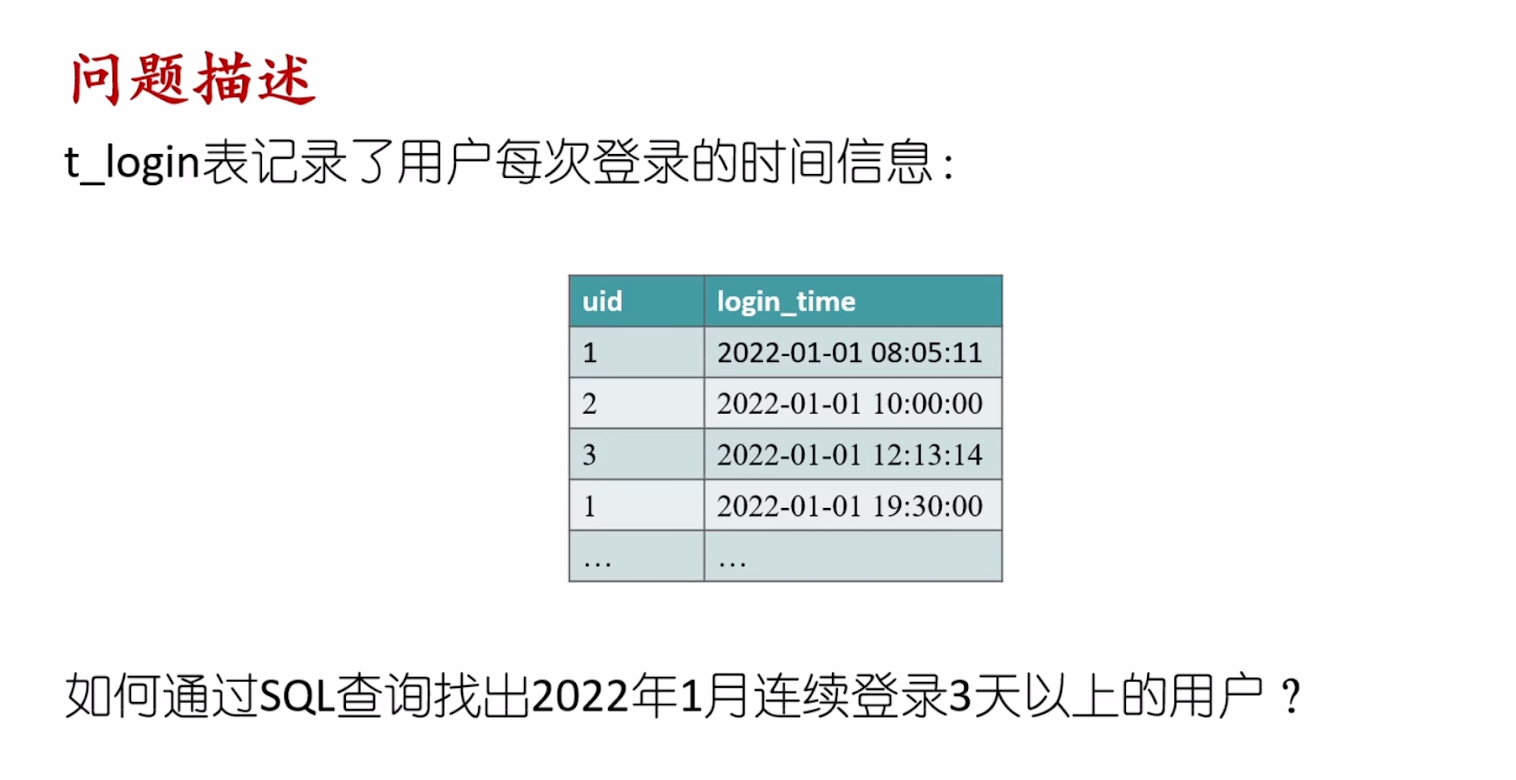 问题描述
t_login表记录了用户每次登录的时间信息：
uid login_time
1 2022-01-01 08:05:11
2 2022-01-01 10:00:00
3 2022-01-01 12:13:14
1 2022-01-01 19:30:00
… …
如何通过SQL查询找出2022年1月连续登录3天以上的用户？